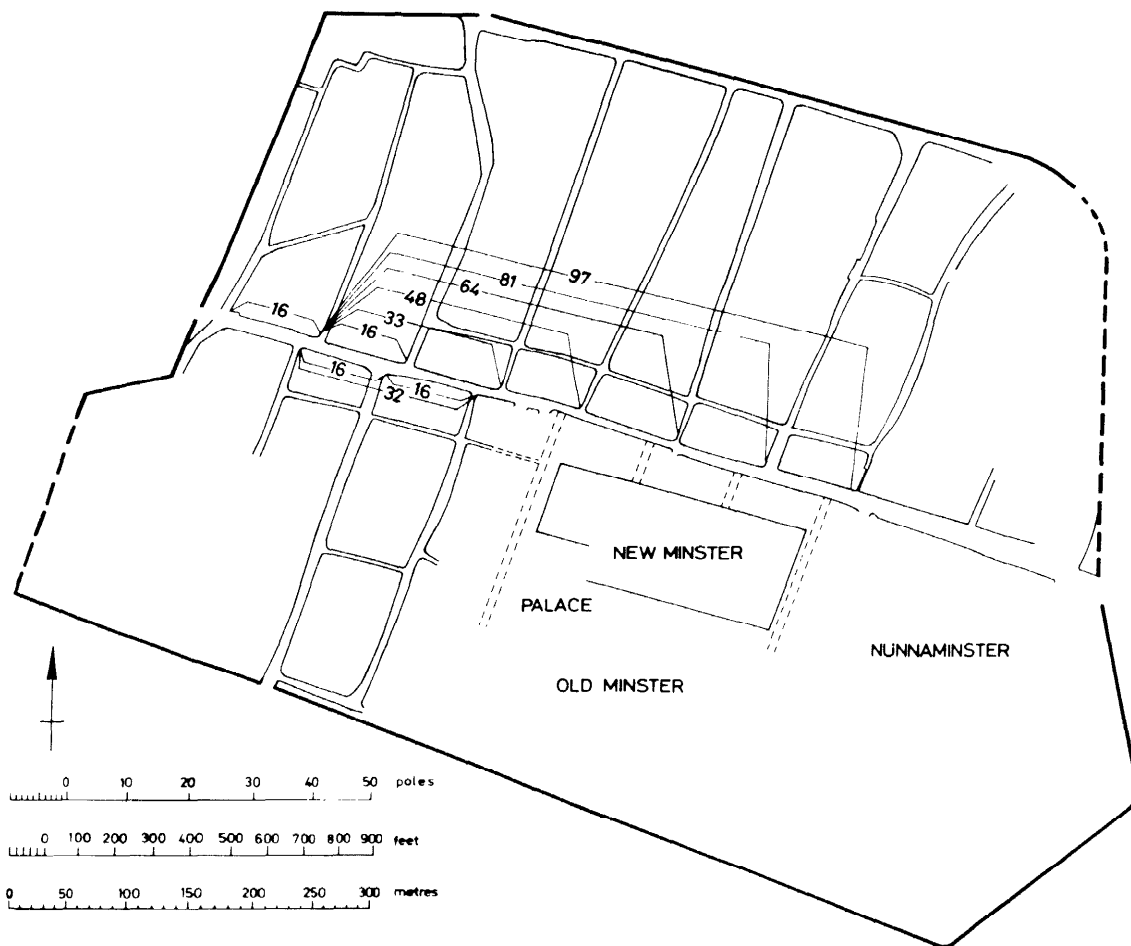 97
81
64
48
33
16
16
16
32
16
NEW MINSTER
PALACE
NUNNAMINSTER
OLD MINSTER
0 10 20 30 40 50 poles
0 100 200 300 400 500 600 700 800 900 feet
0 50 100 150 200 250 300 metres